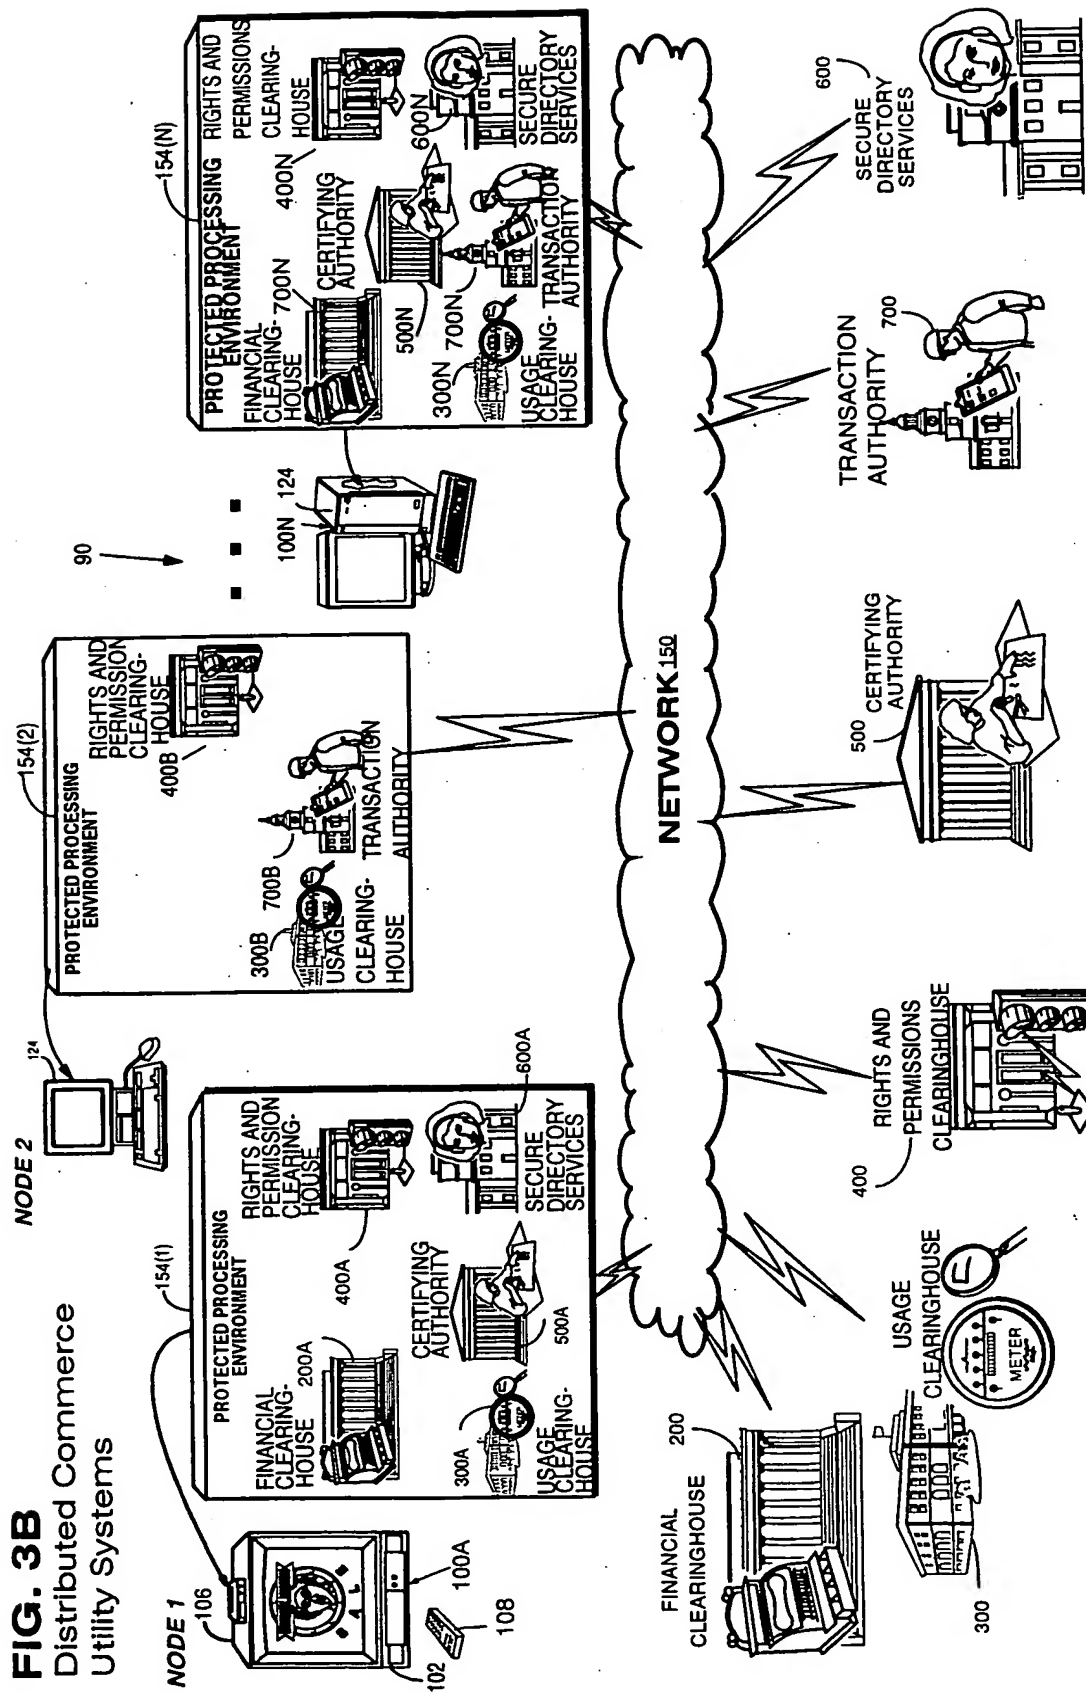 FIG. 3B
Distributed Commerce
Utility Systems
NODE 1
106
102
108
100A
154(1)
PROTECTED PROCESSING
ENVIRONMENT
FINANCIAL
CLEARING-
HOUSE
200A
RIGHTS AND
PERMISSION
CLEARING-
HOUSE
400A
300A
USAGE
CLEARING-
HOUSE
CERTIFYING
AUTHORITY
500A
SECURE
DIRECTORY
SERVICES
600A
NODE 2
124
154(2)
PROTECTED PROCESSING
ENVIRONMENT
RIGHTS AND
PERMISSION
CLEARING-
HOUSE
400B
300B
USAGE
CLEARING-
HOUSE
700B
TRANSACTION
AUTHORITY
90
100N
124
154(N)
PROTECTED PROCESSING
ENVIRONMENT
FINANCIAL
CLEARING-
HOUSE
700N
RIGHTS AND
PERMISSIONS
CLEARING-
HOUSE
400N
CERTIFYING
AUTHORITY
500N
600N
SECURE
DIRECTORY
SERVICES
300N
USAGE
CLEARING-
HOUSE
700N
TRANSACTION
AUTHORITY
NETWORK 150
FINANCIAL
CLEARINGHOUSE
200
300
USAGE
CLEARINGHOUSE
METER
400
RIGHTS AND
PERMISSIONS
CLEARINGHOUSE
500
CERTIFYING
AUTHORITY
TRANSACTION
AUTHORITY
700
SECURE
DIRECTORY
SERVICES
600